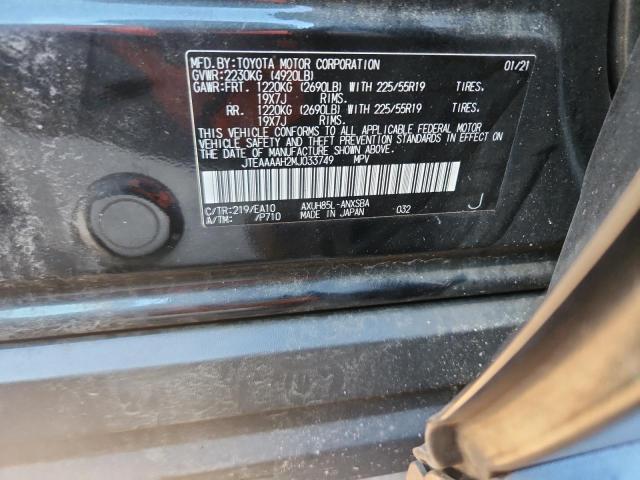 MFD.BY:TOYOTA MOTOR CORPORATION 01/21
GVWR:2230KG (4920LB)
GAWR:FRT. 1220KG (2690LB) WITH 225/55R19 TIRES.
19X7J RIMS.
RR. 1220KG (2690LB) WITH 225/55R19 TIRES.
19X7J RIMS.
THIS VEHICLE CONFORMS TO ALL APPLICABLE FEDERAL MOTOR
VEHICLE SAFETY STANDARDS IN EFFECT ON THE DATE OF
MANUFACTURE SHOWN ABOVE.
JTEAAAAH2MJ033749 MPV
C/TR:219/EA10 AXUH85L-ANXSBA
A/TM: /P710 MADE IN JAPAN 032 J